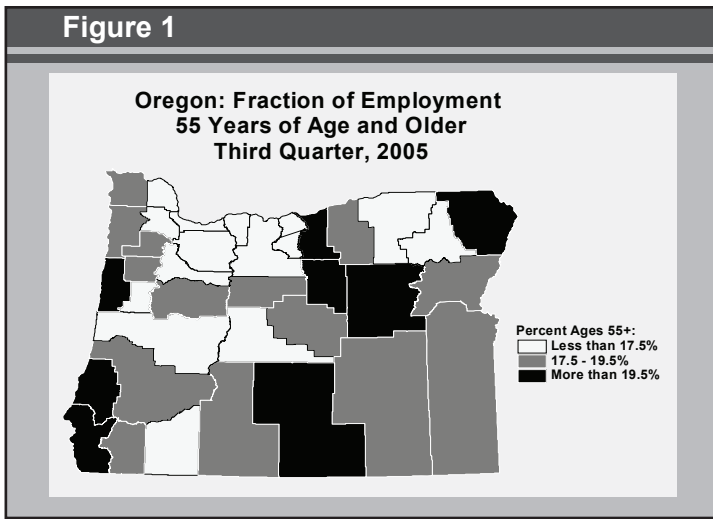 Figure 1
Oregon: Fraction of Employment
55 Years of Age and Older
Third Quarter, 2005
Percent Ages 55+:
Less than 17.5%
17.5 - 19.5%
More than 19.5%